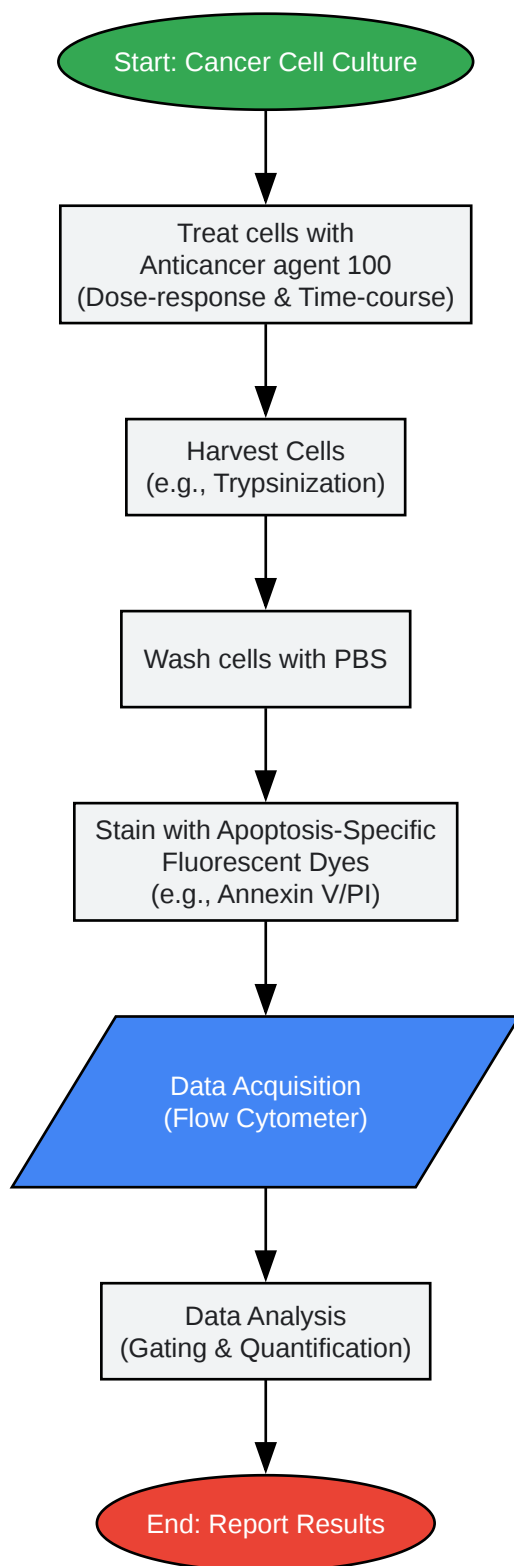 Start: Cancer Cell Culture
Treat cells with
Anticancer agent 100
(Dose-response & Time-course)
Harvest Cells
(e.g., Trypsinization)
Wash cells with PBS
Stain with Apoptosis-Specific
Fluorescent Dyes
(e.g., Annexin V/PI)
Data Acquisition
(Flow Cytometer)
Data Analysis
(Gating & Quantification)
End: Report Results